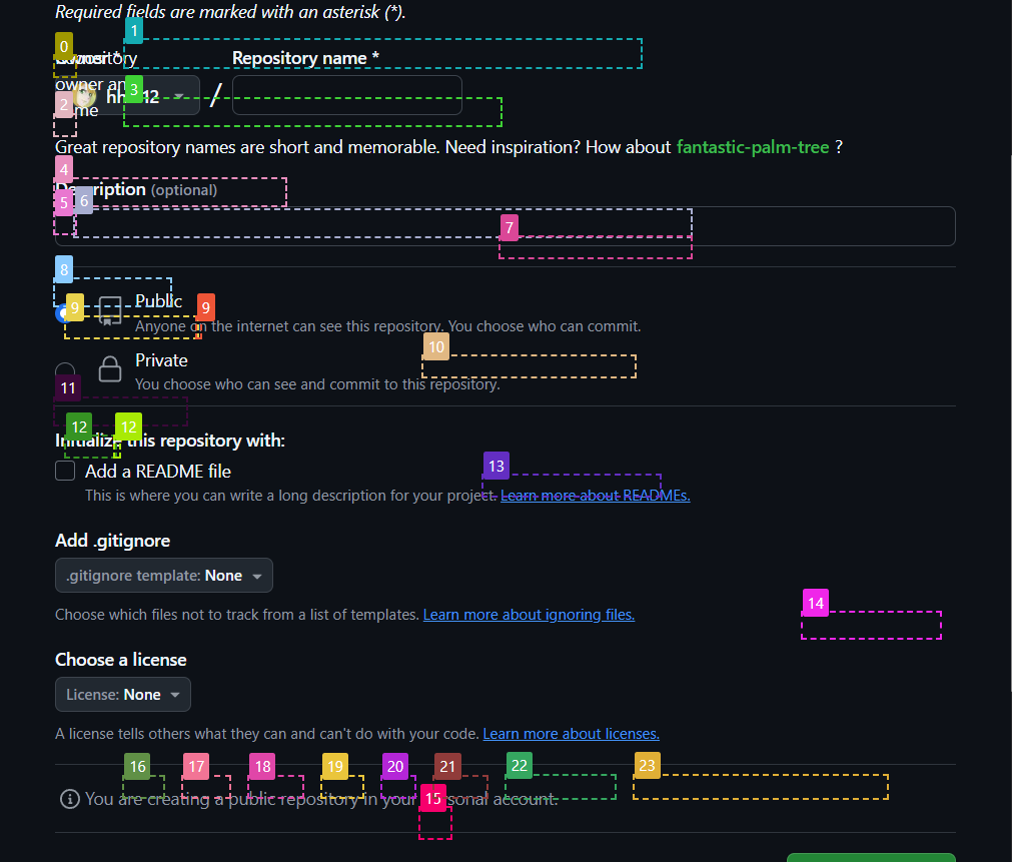 Required fields are marked with an asterisk (*).
0
1
Repository name *
owner an
3
12
/
2
me
Great repository names are short and memorable. Need inspiration? How about fantastic-palm-tree ?
4
Description (optional)
5
6
7
8
9
9
Public
Anyone on the internet can see this repository. You choose who can commit.
10
Private
You choose who can see and commit to this repository.
11
12
12
Initialize this repository with:
Add a README file
13
This is where you can write a long description for your project. Learn more about READMEs.
Add .gitignore
.gitignore template: None
14
Choose which files not to track from a list of templates. Learn more about ignoring files.
Choose a license
License: None
A license tells others what they can and can't do with your code. Learn more about licenses.
16
17
18
19
20
21
22
23
You are creating a public repository in your personal account.
15